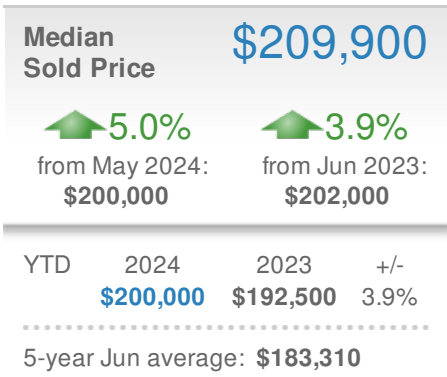 Median
Sold Price
$209,900
5.0%
from May 2024:
$200,000
3.9%
from Jun 2023:
$202,000
YTD 2024 2023 +/-
$200,000 $192,500 3.9%
5-year Jun average: $183,310